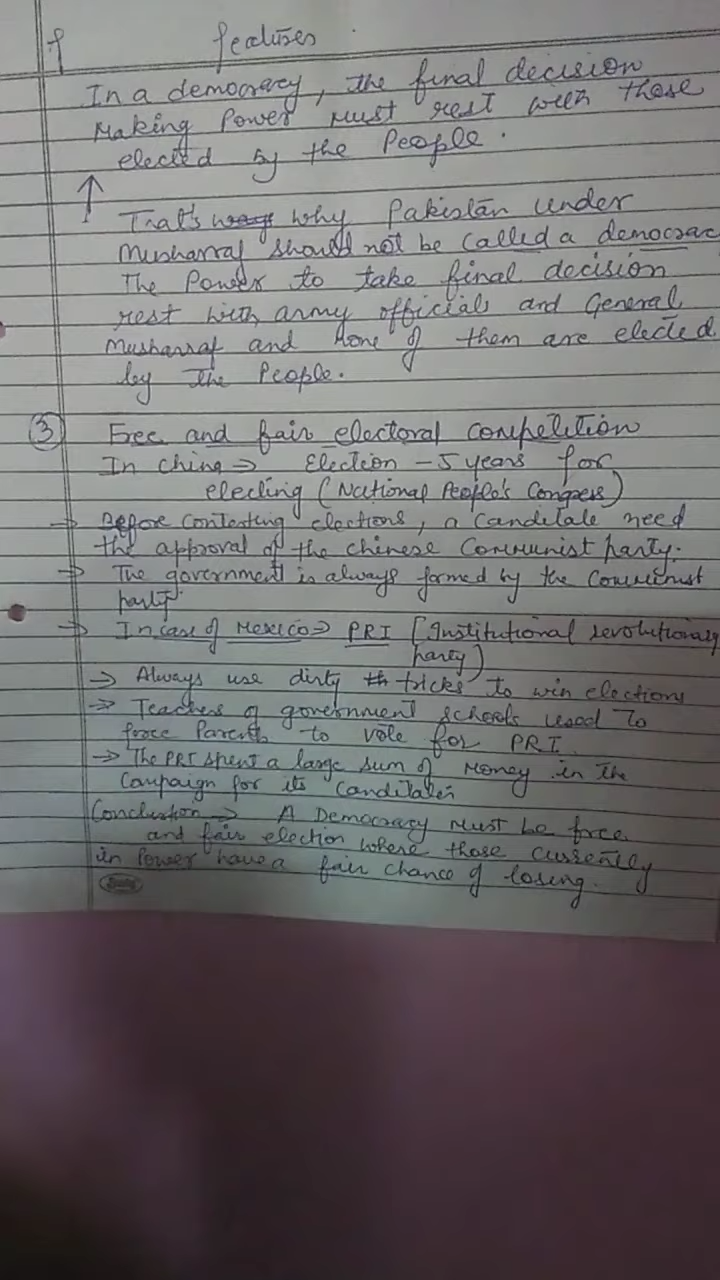 features
In a democracy, the final decision
Making Power Must rest with those
elected by the People.
That's why Pakistan under
Musharraf should not be called a democrac
The Power to take final decision
rest with army officials and General
Musharraf and None of them are elected
by the People.
③ Free and fair electoral competition
In China ⇒ Election - 5 years for
electing (National People's Congress)
→ Before contesting elections, a candidate need
the approval of the chinese Communist party.
→ The government is always formed by the Communist
party
→ In case of Mexico ⇒ PRI [Institutional revolutionary
party)
→ Always use dirty tricks to win elections
→ Teachers of government schools used To
force Parents to vote for PRI
→ The PRI spent a large sum of Money in the
Campaign for its Candidates
Conclusion → A Democracy Must be free
and fair election where those currently
in Power have a fair chance of losing.